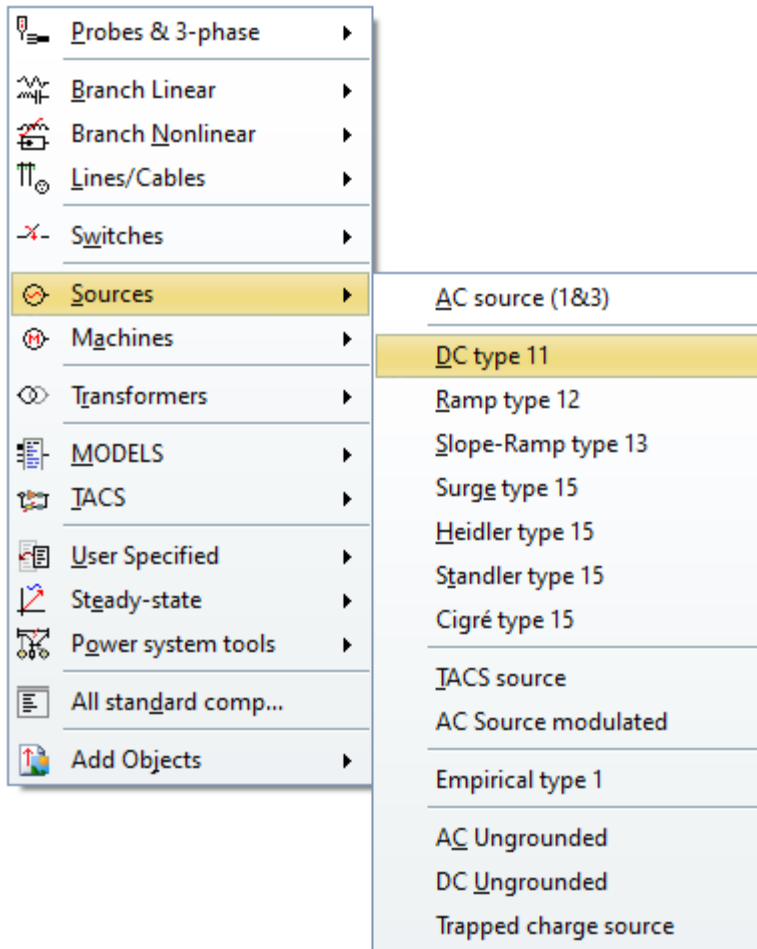 Probes & 3-phase
Branch Linear
Branch Nonlinear
Lines/Cables
Switches
Sources
Machines
Transformers
MODELS
TACS
User Specified
Steady-state
Power system tools
All standard comp...
Add Objects
AC source (1&3)
DC type 11
Ramp type 12
Slope-Ramp type 13
Surge type 15
Heidler type 15
Standler type 15
Cigré type 15
TACS source
AC Source modulated
Empirical type 1
AC Ungrounded
DC Ungrounded
Trapped charge source